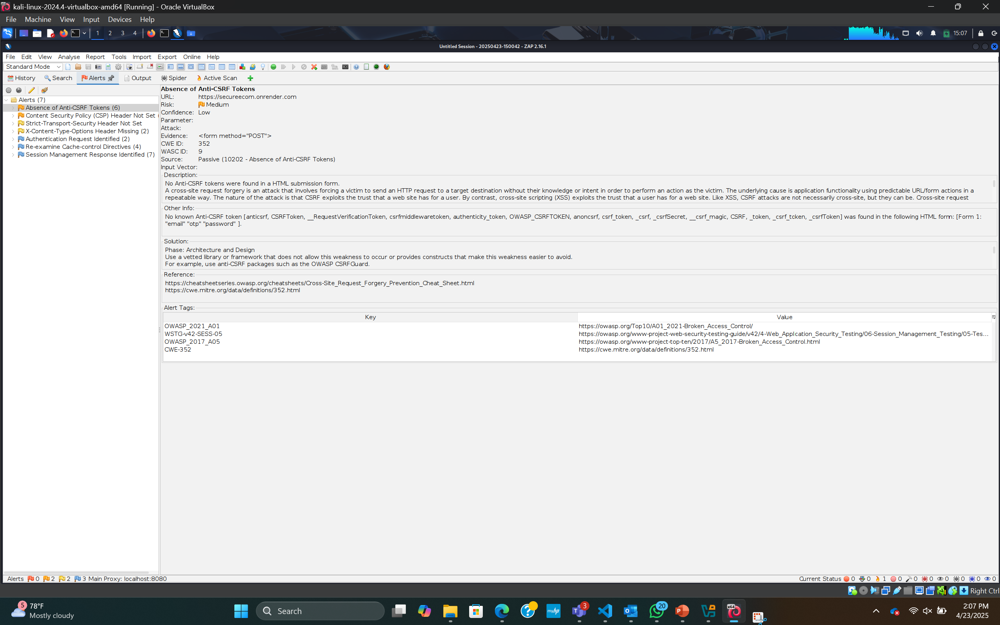 kali-linux-2024.4-virtualbox-amd64 [Running] - Oracle VirtualBox
File Machine View Input Devices Help
1 2 3 4
15:07
Untitled Session - 20250423-150042 - ZAP 2.16.1
File Edit View Analyse Report Tools Import Export Online Help
Standard Mode
History Search Alerts Output Spider Active Scan
Alerts (7)
Absence of Anti-CSRF Tokens (6)
Content Security Policy (CSP) Header Not Set (
Strict-Transport-Security Header Not Set
X-Content-Type-Options Header Missing (2)
Authentication Request Identified (2)
Re-examine Cache-control Directives (4)
Session Management Response Identified (7)
Absence of Anti-CSRF Tokens
URL: https://secureecom.onrender.com
Risk: Medium
Confidence: Low
Parameter:
Attack:
Evidence: <form method="POST">
CWE ID: 352
WASC ID: 9
Source: Passive (10202 - Absence of Anti-CSRF Tokens)
Input Vector:
Description:
No Anti-CSRF tokens were found in a HTML submission form.
A cross-site request forgery is an attack that involves forcing a victim to send an HTTP request to a target destination without their knowledge or intent in order to perform an action as the victim. The underlying cause is application functionality using predictable URL/form actions in a
repeatable way. The nature of the attack is that CSRF exploits the trust that a web site has for a user. By contrast, cross-site scripting (XSS) exploits the trust that a user has for a web site. Like XSS, CSRF attacks are not necessarily cross-site, but they can be. Cross-site request
Other Info:
No known Anti-CSRF token [anticsrf, CSRFToken, __RequestVerificationToken, csrfmiddlewaretoken, authenticity_token, OWASP_CSRFTOKEN, anoncsrf, csrf_token, _csrf, _csrfSecret, __csrf_magic, CSRF, _token, _csrf_token, _csrfToken] was found in the following HTML form: [Form 1:
"email" "otp" "password" ].
Solution:
Phase: Architecture and Design
Use a vetted library or framework that does not allow this weakness to occur or provides constructs that make this weakness easier to avoid.
For example, use anti-CSRF packages such as the OWASP CSRFGuard.
Reference:
https://cheatsheetseries.owasp.org/cheatsheets/Cross-Site_Request_Forgery_Prevention_Cheat_Sheet.html
https://cwe.mitre.org/data/definitions/352.html
Alert Tags:
Key Value
OWASP_2021_A01 https://owasp.org/Top10/A01_2021-Broken_Access_Control/
WSTG-v42-SESS-05 https://owasp.org/www-project-web-security-testing-guide/v42/4-Web_Application_Security_Testing/06-Session_Management_Testing/05-Tes...
OWASP_2017_A05 https://owasp.org/www-project-top-ten/2017/A5_2017-Broken_Access_Control.html
CWE-352 https://cwe.mitre.org/data/definitions/352.html
Alerts 0 2 2 3 Main Proxy: localhost:8080
Current Status 0 0 1 0 0 0 0 0 0 0
Right Ctrl
5
78°F
Mostly cloudy
Search
myhp
3
20
x64
2:07 PM
4/23/2025